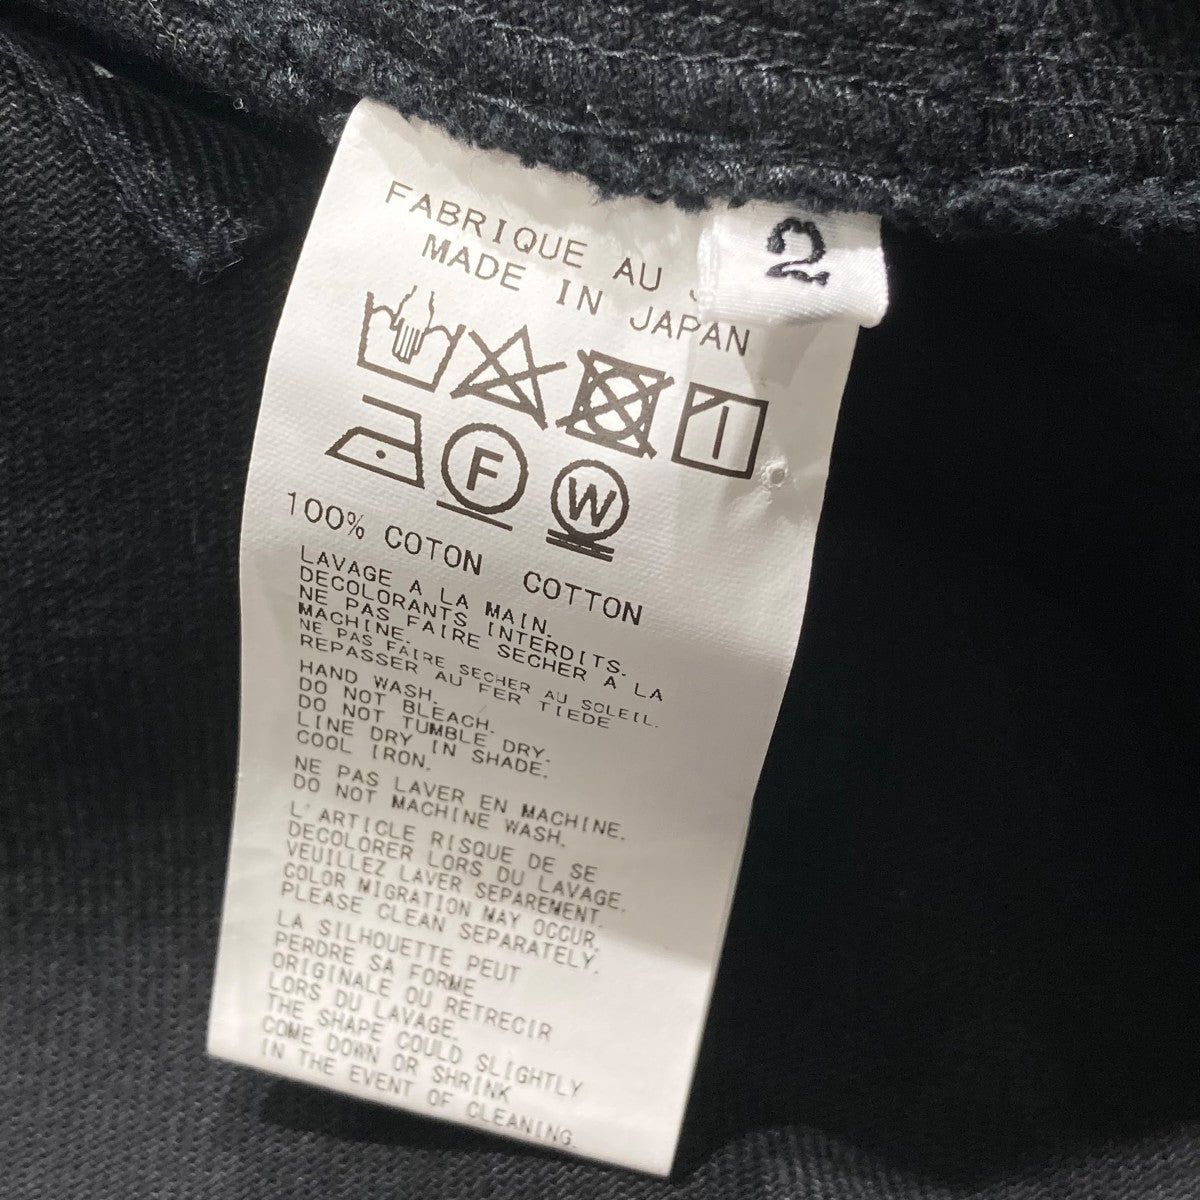 FABRIQUE AU
2
MADE IN JAPAN
F
W
100% COTON COTTON
LAVAGE A LA MAIN.
DECOLORANTS INTERDITS.
NE PAS FAIRE SECHER A LA
MACHINE.
NE PAS FAIRE SECHER AU SOLEIL.
REPASSER AU FER TIEDE
HAND WASH.
DO NOT BLEACH.
DO NOT TUMBLE DRY.
LINE DRY IN SHADE.
COOL IRON.
NE PAS LAVER EN MACHINE.
DO NOT MACHINE WASH.
L'ARTICLE RISQUE DE SE
DECOLORER LORS DU LAVAGE.
VEUILLEZ LAVER SEPAREMENT.
COLOR MIGRATION MAY OCCUR,
PLEASE CLEAN SEPARATELY.
LA SILHOUETTE PEUT
PERDRE SA FORME
ORIGINALE OU RETRECIR
LORS DU LAVAGE.
THE SHAPE COULD SLIGHTLY
COME DOWN OR SHRINK
IN THE EVENT OF CLEANING.